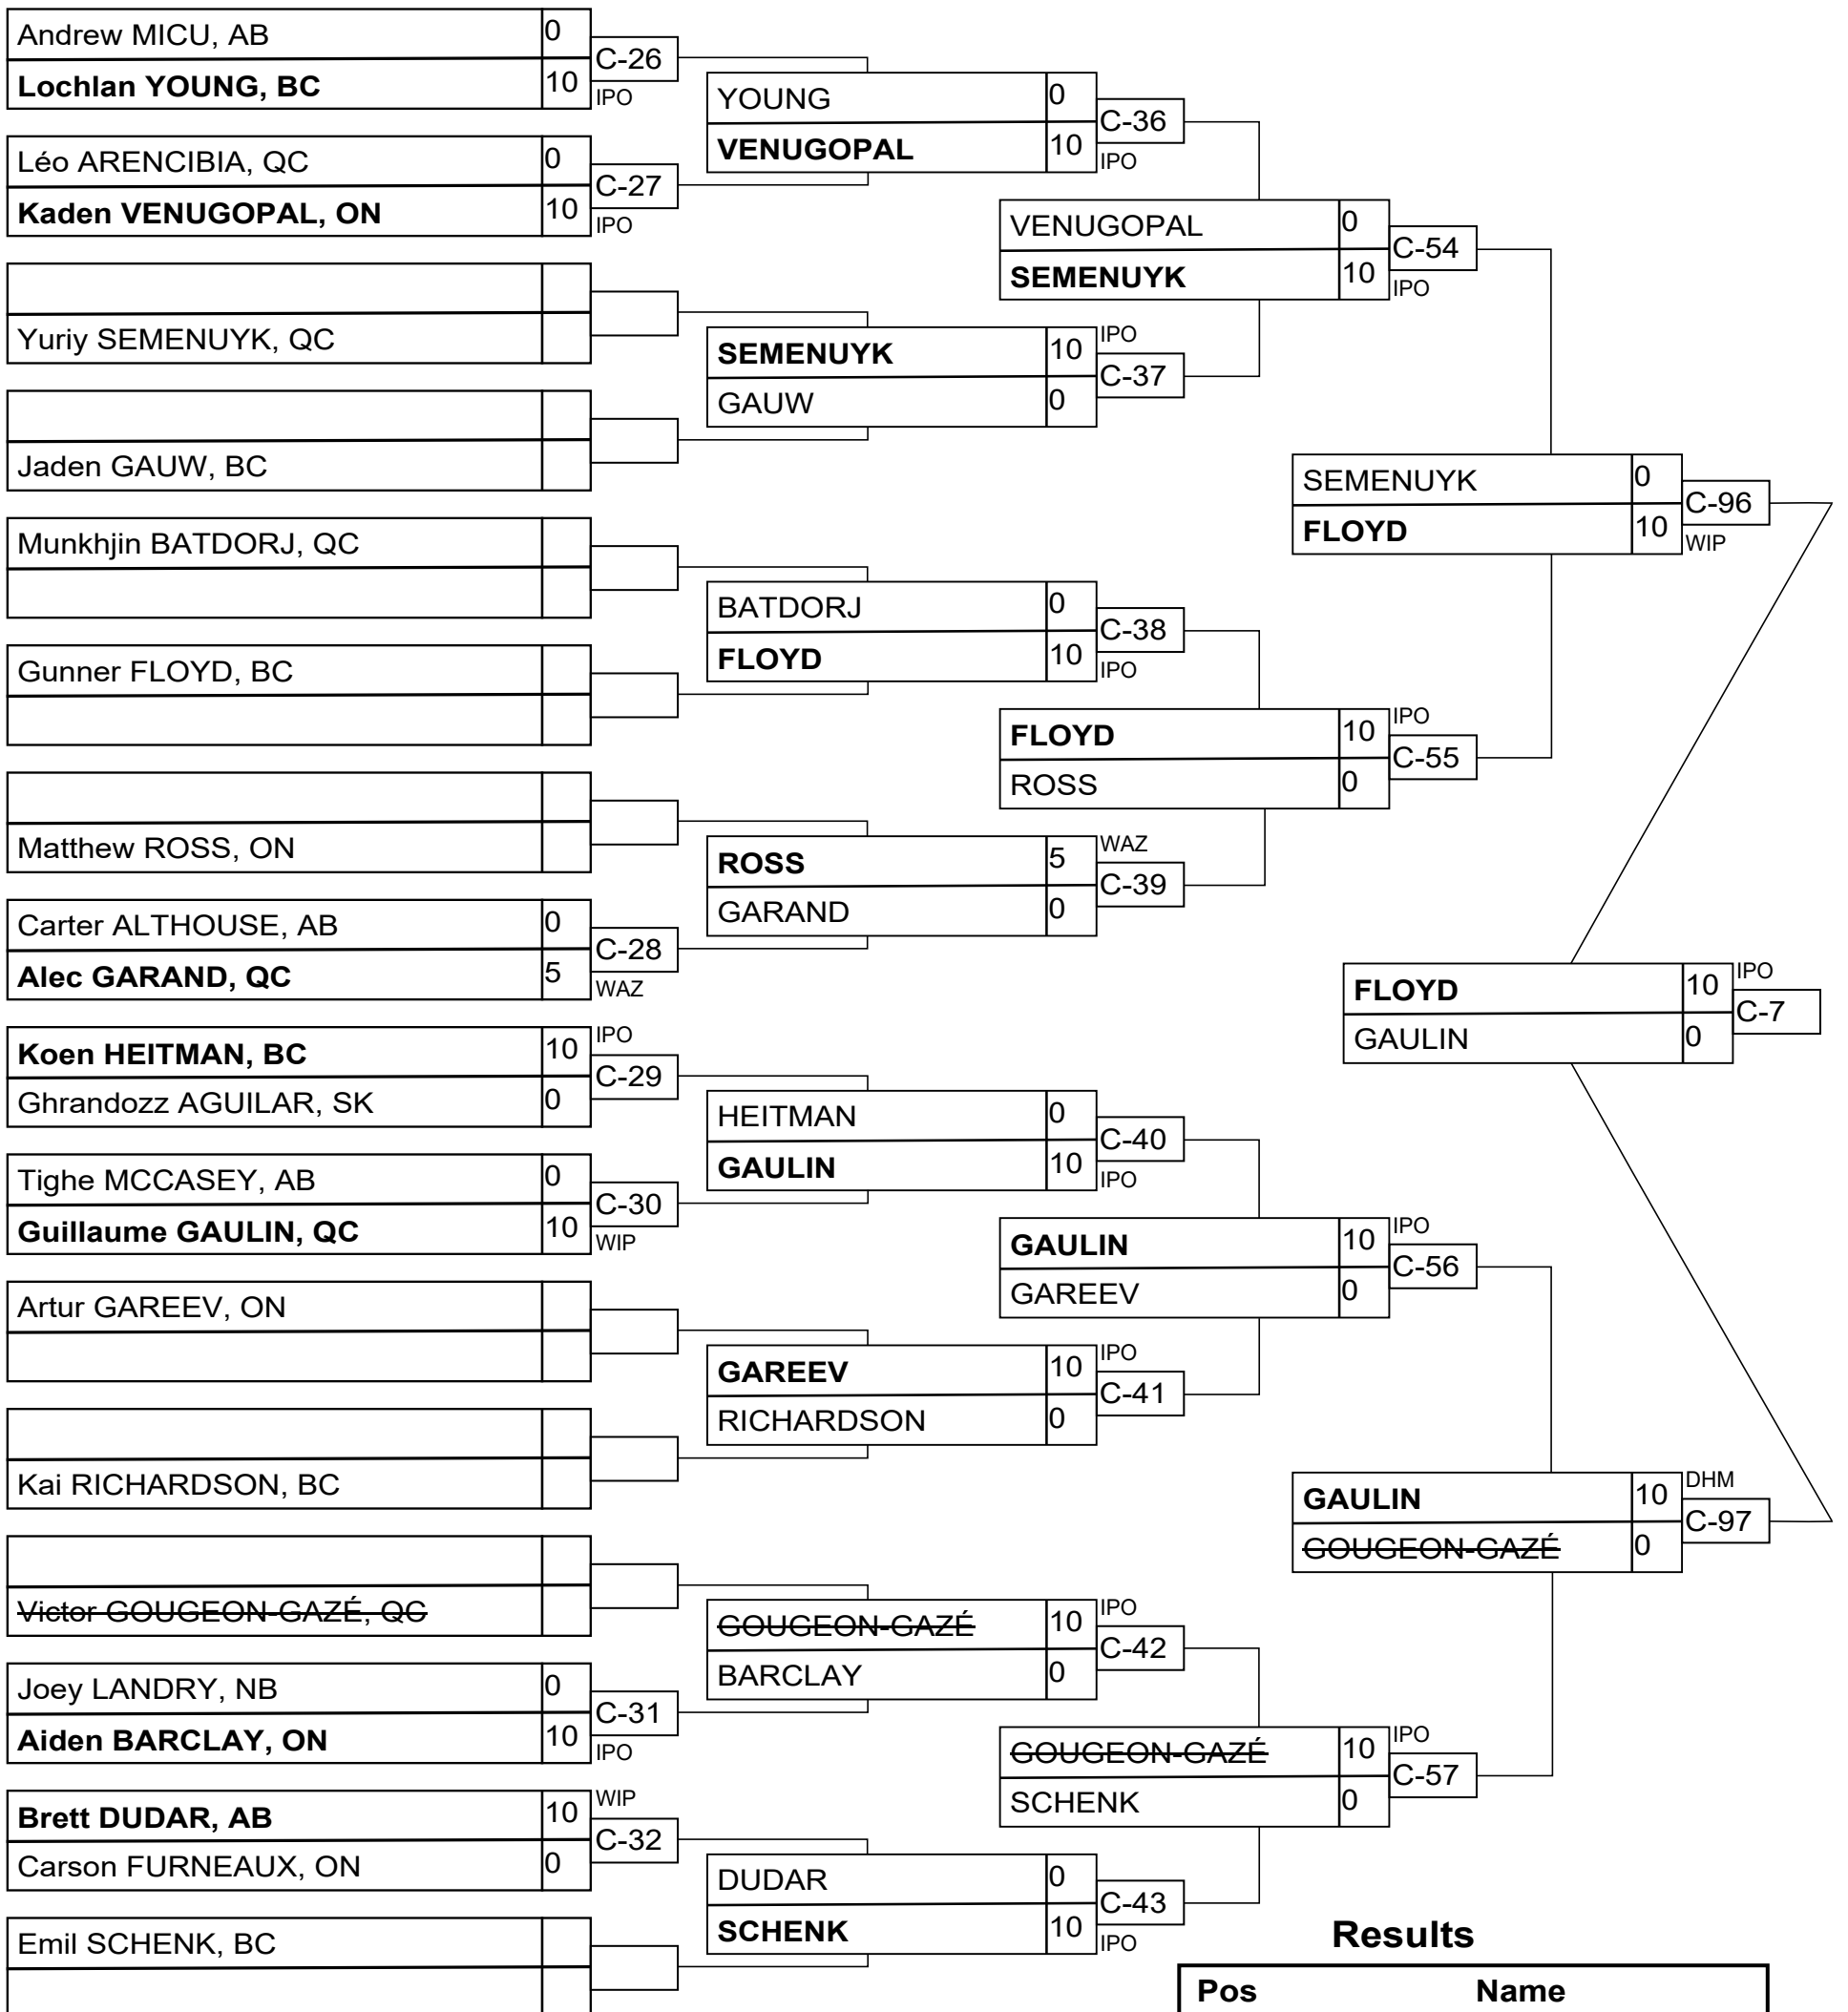 Andrew MICU, AB 0
C-26
Lochlan YOUNG, BC 10
IPO
Léo ARENCIBIA, QC 0
C-27
Kaden VENUGOPAL, ON 10
IPO
Yuriy SEMENUYK, QC
Jaden GAUW, BC
Munkhjin BATDORJ, QC
Gunner FLOYD, BC
Matthew ROSS, ON
Carter ALTHOUSE, AB 0
C-28
Alec GARAND, QC 5
WAZ
Koen HEITMAN, BC 10
IPO
C-29
Ghrandozz AGUILAR, SK 0
Tighe MCCASEY, AB 0
C-30
Guillaume GAULIN, QC 10
WIP
Artur GAREEV, ON
Kai RICHARDSON, BC
Victor GOUGEON-GAZÉ, QC
Joey LANDRY, NB 0
C-31
Aiden BARCLAY, ON 10
IPO
Brett DUDAR, AB 10
WIP
C-32
Carson FURNEAUX, ON 0
Emil SCHENK, BC
YOUNG 0
C-36
VENUGOPAL 10
IPO
SEMENUYK 10
IPO
C-37
GAUW 0
BATDORJ 0
C-38
FLOYD 10
IPO
ROSS 5
WAZ
C-39
GARAND 0
HEITMAN 0
C-40
GAULIN 10
IPO
GAREEV 10
IPO
C-41
RICHARDSON 0
GOUGEON-GAZÉ 10
IPO
C-42
BARCLAY 0
DUDAR 0
C-43
SCHENK 10
IPO
VENUGOPAL 0
C-54
SEMENUYK 10
IPO
FLOYD 10
IPO
C-55
ROSS 0
GAULIN 10
IPO
C-56
GAREEV 0
GOUGEON-GAZÉ 10
IPO
C-57
SCHENK 0
SEMENUYK 0
C-96
FLOYD 10
WIP
GAULIN 10
DHM
C-97
GOUGEON-GAZÉ 0
FLOYD 10
IPO
C-7
GAULIN 0
Results
Pos Name